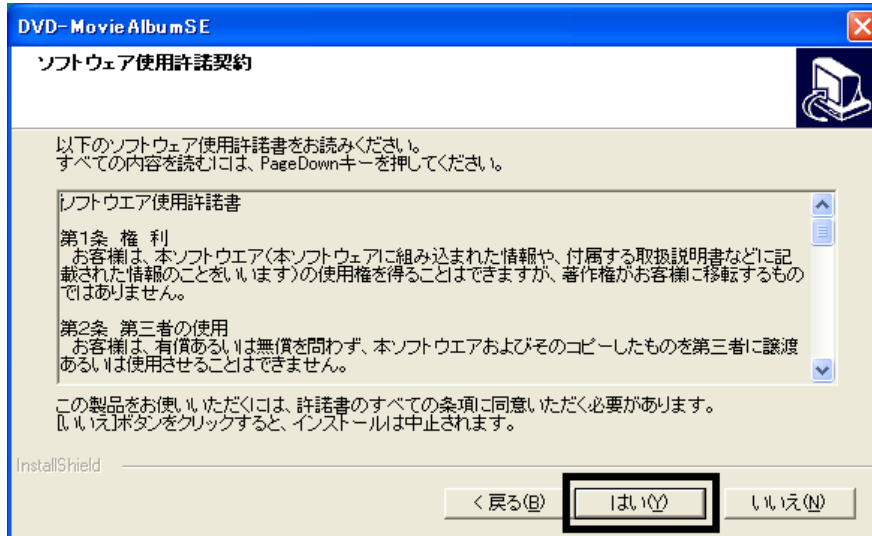 DVD-MovieAlbumSE
ソフトウェア使用許諾契約
以下のソフトウェア使用許諾書をお読みください。
すべての内容を読むには、PageDownキーを押してください。
ソフトウエア使用許諾書
第1条 権 利
お客様は、本ソフトウエア(本ソフトウェアに組み込まれた情報や、付属する取扱説明書などに記
載された情報のことをいいます)の使用権を得ることはできますが、著作権がお客様に移転するもの
ではありません。
第2条 第三者の使用
お客様は、有償あるいは無償を問わず、本ソフトウエアおよびそのコピーしたものを第三者に譲渡
あるいは使用させることはできません。
この製品をお使いいただくには、許諾書のすべての条項に同意いただく必要があります。
[いいえ]ボタンをクリックすると、インストールは中止されます。
InstallShield
< 戻る(B) はい(Y) いいえ(N)